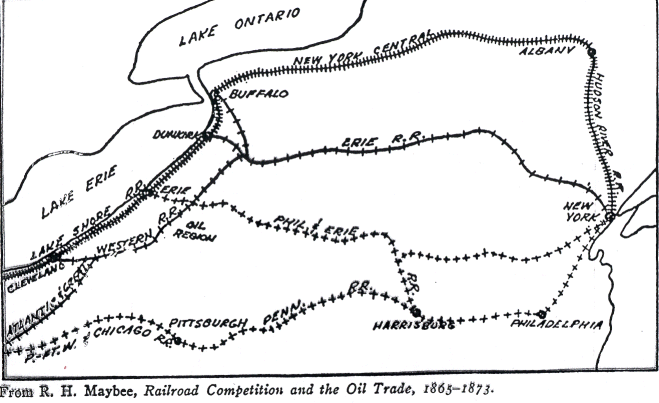 LAKE ONTARIO
NEW YORK CENTRAL
ALBANY
BUFFALO
HUDSON RIVER R.R.
DUNKIRK
ERIE R.R.
LAKE ERIE
LAKE SHORE R.R.
ERIE
NEW YORK
PHIL. & ERIE R.R.
OIL REGION
ATLANTIC & GREAT WESTERN R.R.
CLEVELAND
P. FT. W. & CHICAGO R.R.
PITTSBURGH
PENN. R.R.
HARRISBURG
PHILADELPHIA
From R. H. Maybee, Railroad Competition and the Oil Trade, 1865–1873.